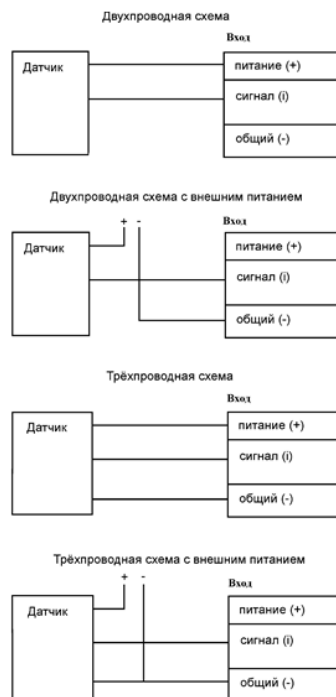 Двухпроводная схема
Вход
Датчик
питание (+)
сигнал (i)
общий (-)
Двухпроводная схема с внешним питанием
+ -
Вход
Датчик
питание (+)
сигнал (i)
общий (-)
Трёхпроводная схема
Вход
Датчик
питание (+)
сигнал (i)
общий (-)
Трёхпроводная схема с внешним питанием
+ -
Вход
Датчик
питание (+)
сигнал (i)
общий (-)